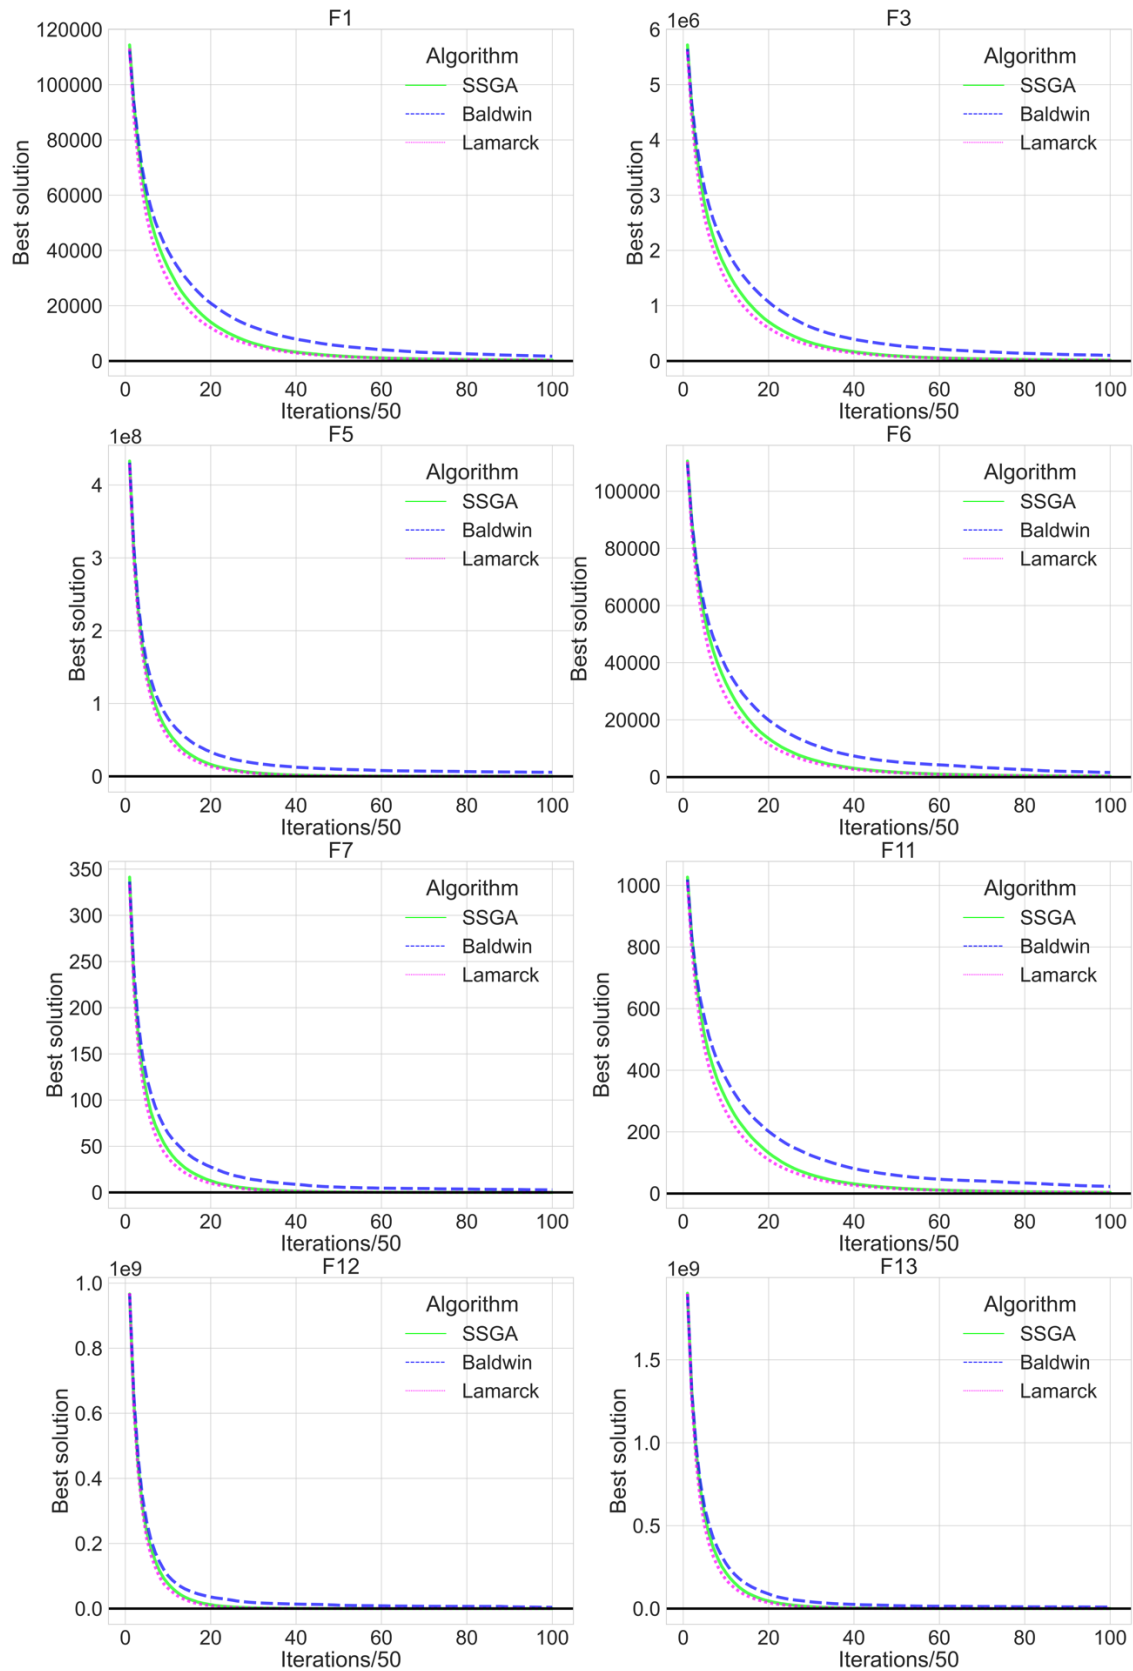 F1
120000
100000
80000
60000
40000
20000
0
Best solution
Algorithm
SSGA
Baldwin
Lamarck
0 20 40 60 80 100
Iterations/50
F3
1e6
6
5
4
3
2
1
0
Best solution
Algorithm
SSGA
Baldwin
Lamarck
0 20 40 60 80 100
Iterations/50
F5
1e8
4
3
2
1
0
Best solution
Algorithm
SSGA
Baldwin
Lamarck
0 20 40 60 80 100
Iterations/50
F6
100000
80000
60000
40000
20000
0
Best solution
Algorithm
SSGA
Baldwin
Lamarck
0 20 40 60 80 100
Iterations/50
F7
350
300
250
200
150
100
50
0
Best solution
Algorithm
SSGA
Baldwin
Lamarck
0 20 40 60 80 100
Iterations/50
F11
1000
800
600
400
200
0
Best solution
Algorithm
SSGA
Baldwin
Lamarck
0 20 40 60 80 100
Iterations/50
F12
1e9
1.0
0.8
0.6
0.4
0.2
0.0
Best solution
Algorithm
SSGA
Baldwin
Lamarck
0 20 40 60 80 100
Iterations/50
F13
1e9
1.5
1.0
0.5
0.0
Best solution
Algorithm
SSGA
Baldwin
Lamarck
0 20 40 60 80 100
Iterations/50